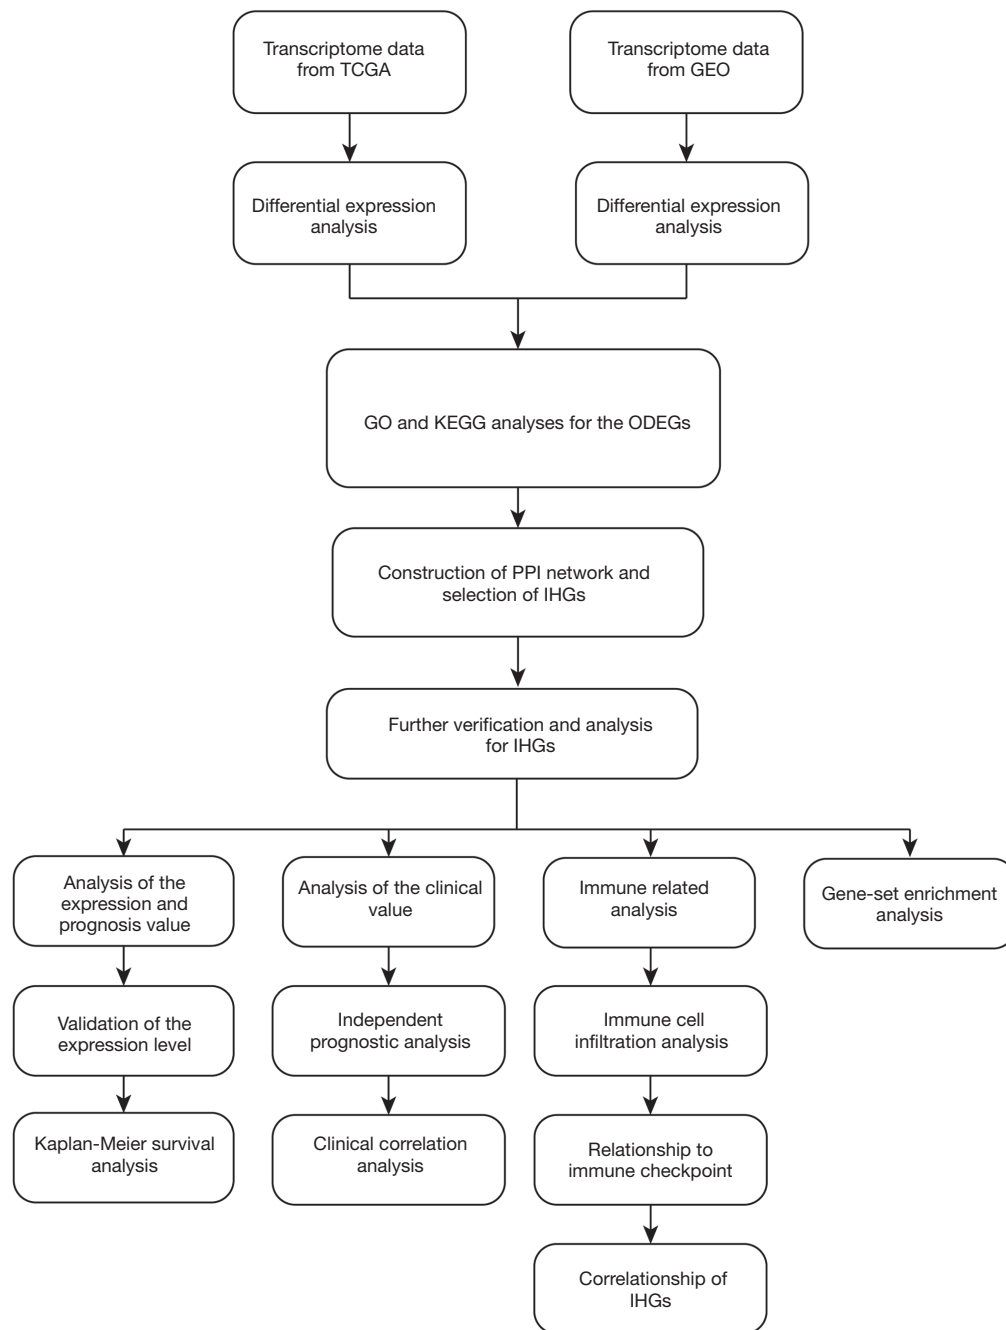 Transcriptome data
from TCGA
Transcriptome data
from GEO
Differential expression
analysis
Differential expression
analysis
GO and KEGG analyses for the ODEGs
Construction of PPI network and
selection of IHGs
Further verification and analysis
for IHGs
Analysis of the
expression and
prognosis value
Analysis of the clinical
value
Immune related
analysis
Gene-set enrichment
analysis
Validation of the
expression level
Independent
prognostic analysis
Immune cell
infiltration analysis
Kaplan-Meier survival
analysis
Clinical correlation
analysis
Relationship to
immune checkpoint
Correlationship of
IHGs